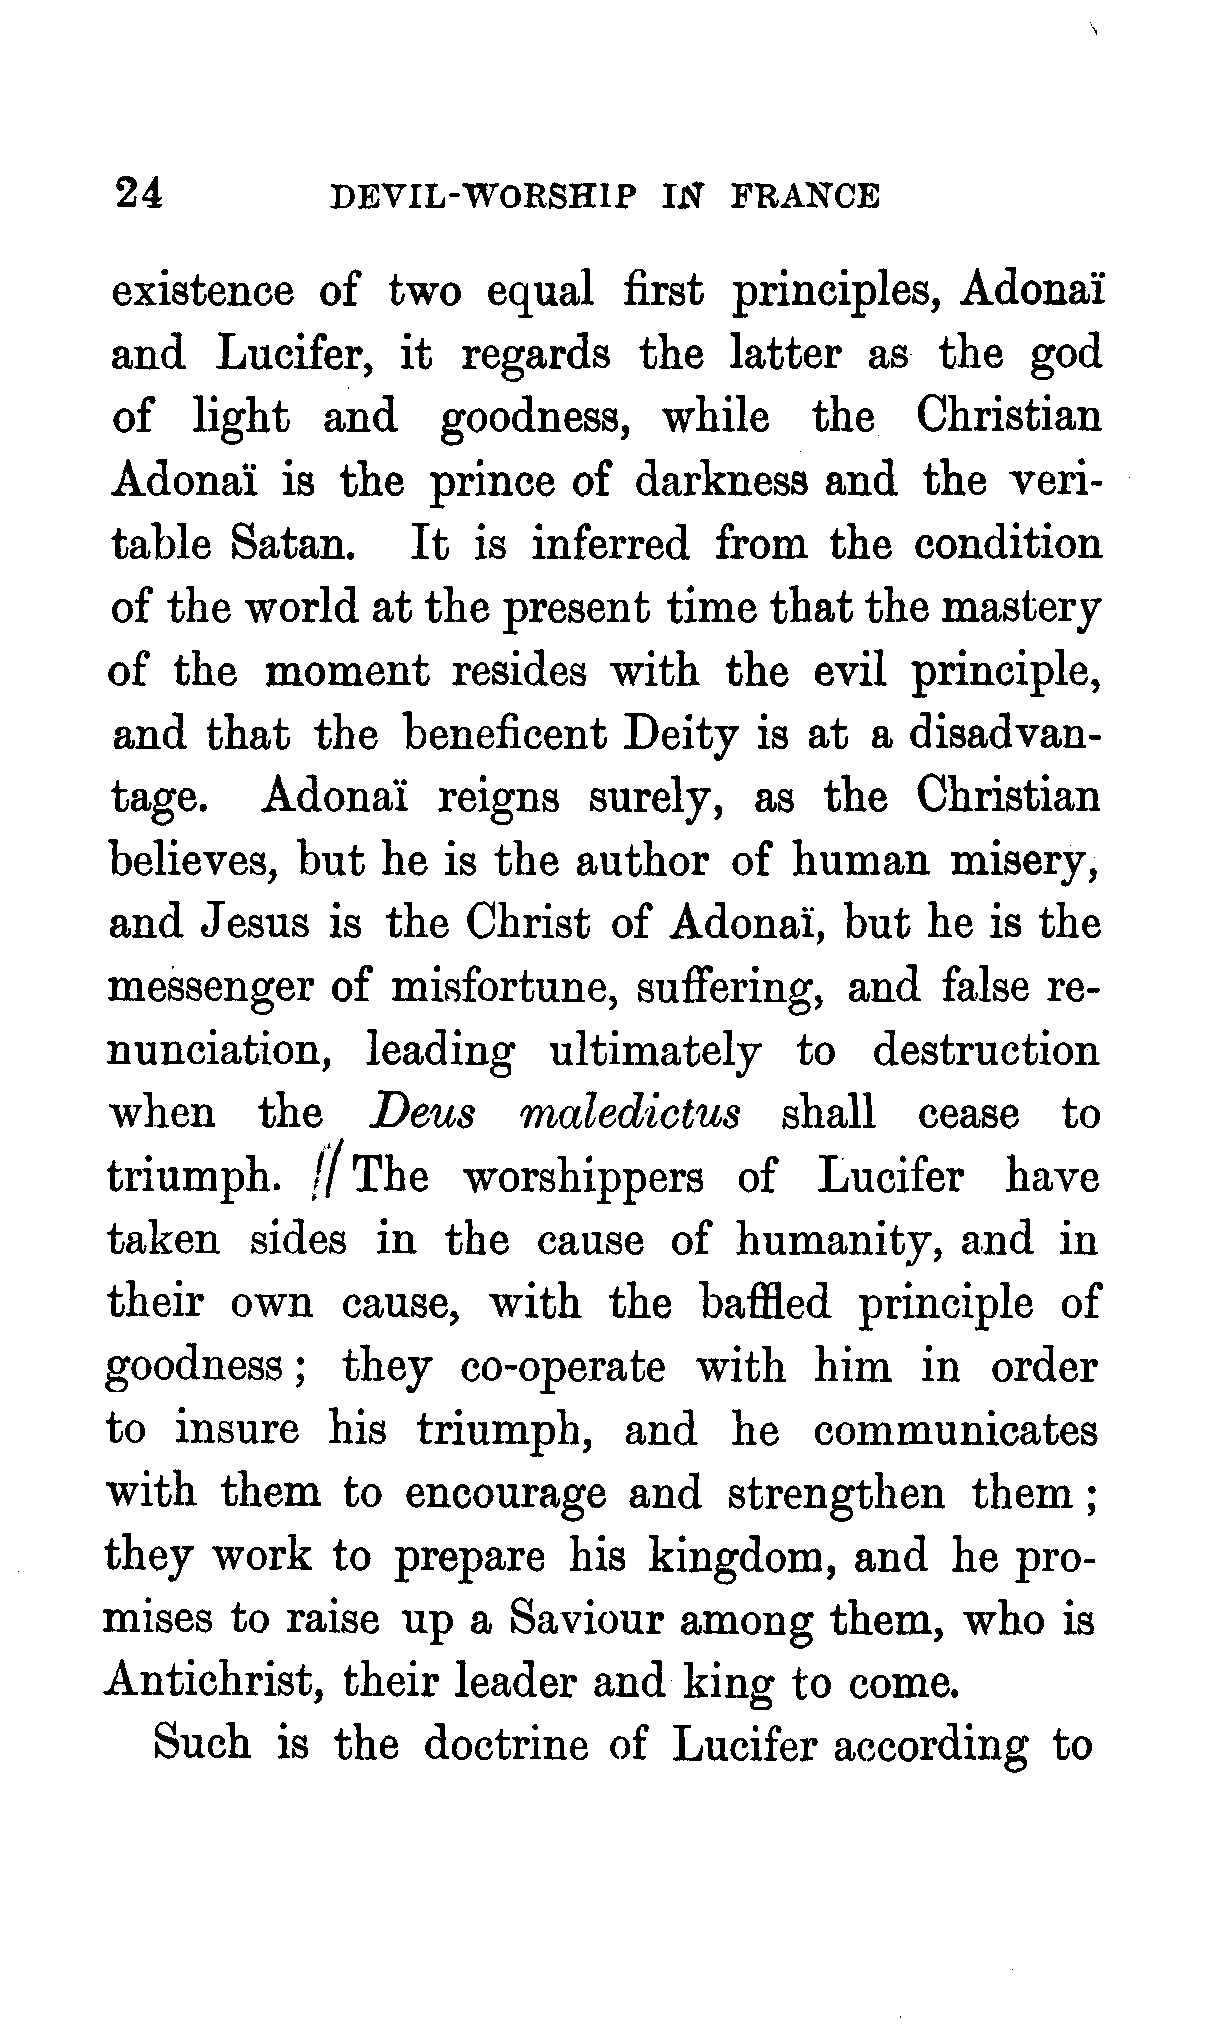 24 DEVIL-WORSHIP IN FRANCE
existence of two equal first principles, Adonaï
and Lucifer, it regards the latter as the god
of light and goodness, while the Christian
Adonaï is the prince of darkness and the veri-
table Satan. It is inferred from the condition
of the world at the present time that the mastery
of the moment resides with the evil principle,
and that the beneficent Deity is at a disadvan-
tage. Adonaï reigns surely, as the Christian
believes, but he is the author of human misery,
and Jesus is the Christ of Adonaï, but he is the
messenger of misfortune, suffering, and false re-
nunciation, leading ultimately to destruction
when the Deus maledictus shall cease to
triumph. // The worshippers of Lucifer have
taken sides in the cause of humanity, and in
their own cause, with the baffled principle of
goodness ; they co-operate with him in order
to insure his triumph, and he communicates
with them to encourage and strengthen them ;
they work to prepare his kingdom, and he pro-
mises to raise up a Saviour among them, who is
Antichrist, their leader and king to come.
Such is the doctrine of Lucifer according to